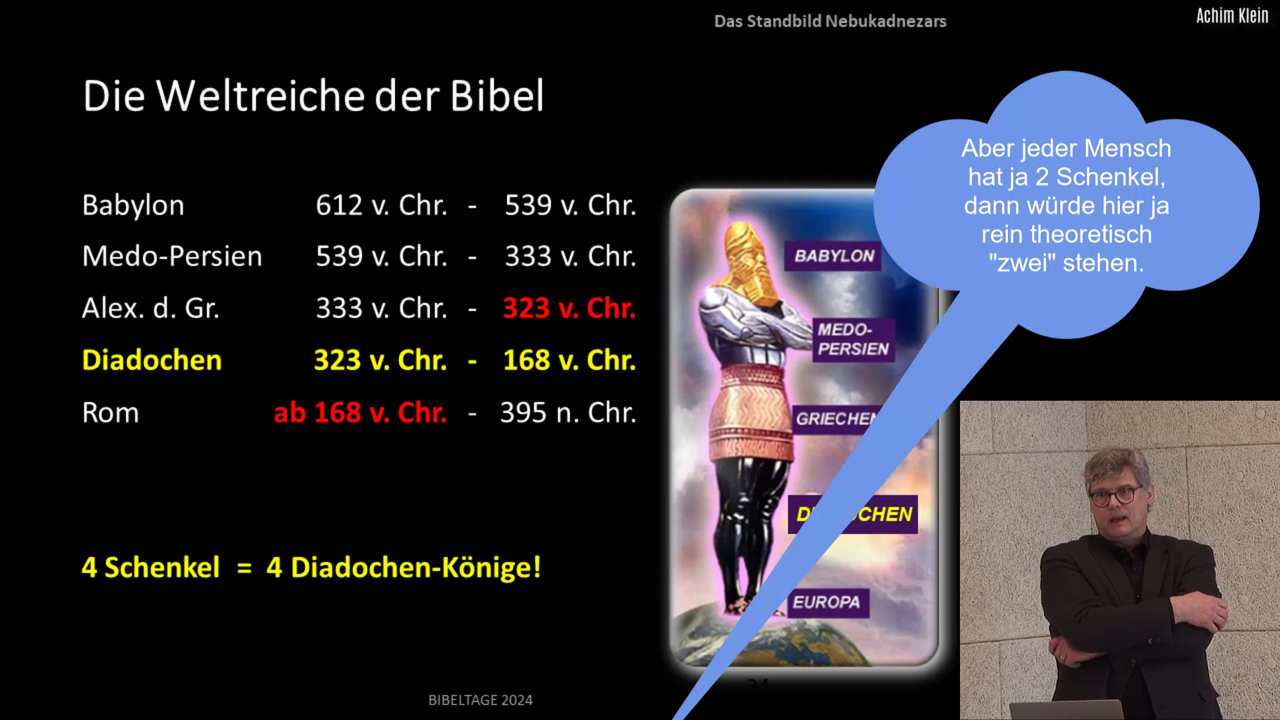 Das Standbild Nebukadnezars
Achim Klein
Die Weltreiche der Bibel
Babylon 612 v. Chr. - 539 v. Chr.
Medo-Persien 539 v. Chr. - 333 v. Chr.
Alex. d. Gr. 333 v. Chr. - 323 v. Chr.
Diadochen 323 v. Chr. - 168 v. Chr.
Rom ab 168 v. Chr. - 395 n. Chr.
4 Schenkel = 4 Diadochen-Könige!
Aber jeder Mensch
hat ja 2 Schenkel,
dann würde hier ja
rein theoretisch
"zwei" stehen.
BABYLON
MEDO-
PERSIEN
EUROPA
BIBELTAGE 2024